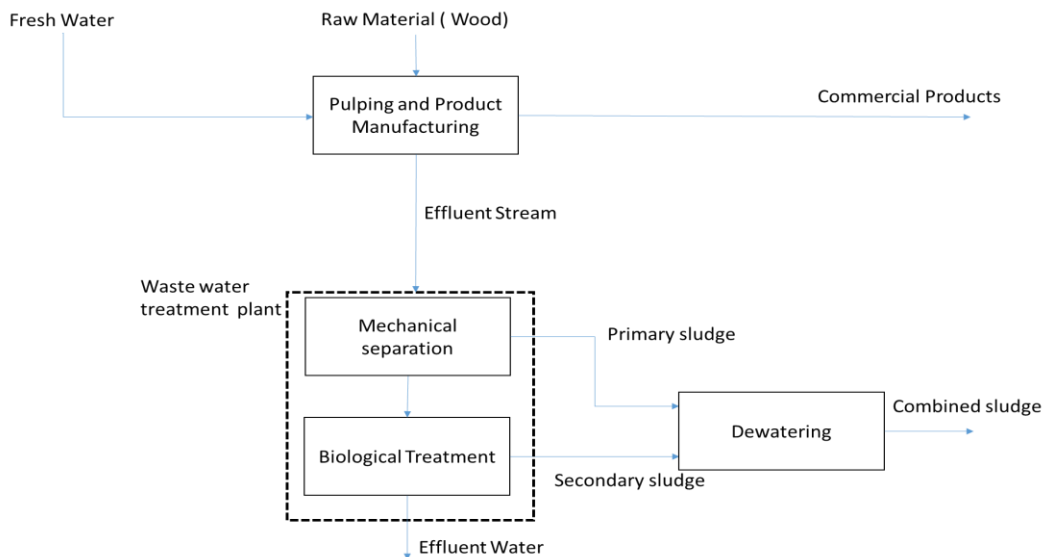 Fresh Water
Raw Material ( Wood)
Pulping and Product
Manufacturing
Commercial Products
Effluent Stream
Waste water
treatment plant
Mechanical
separation
Primary sludge
Combined sludge
Dewatering
Biological Treatment
Secondary sludge
Effluent Water